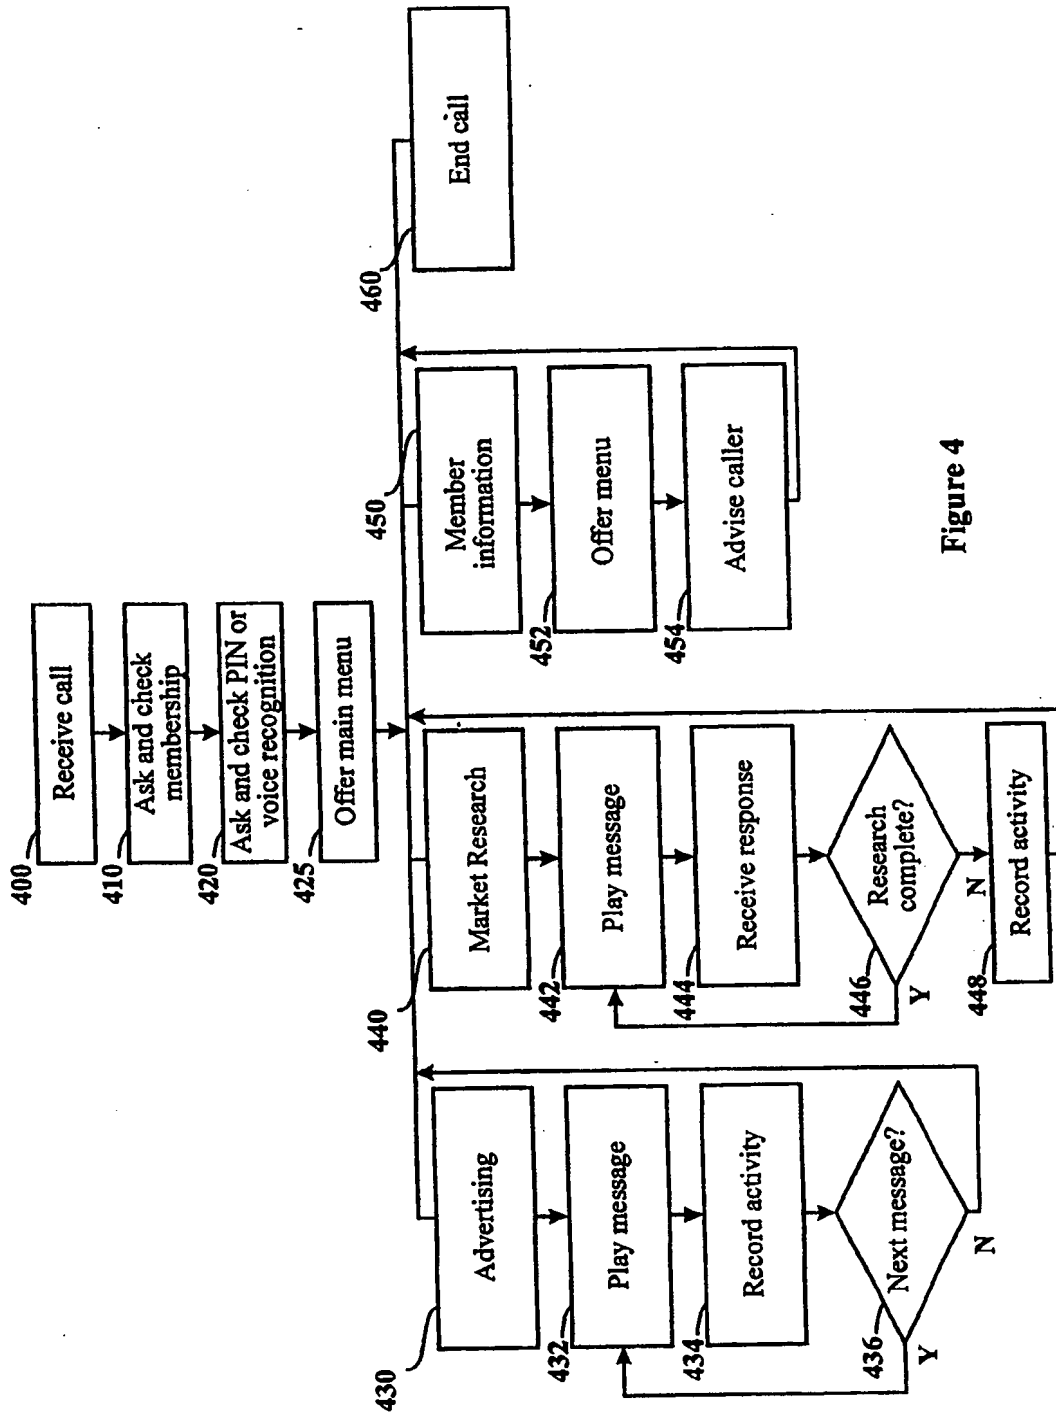 400
Receive call
410
Ask and check
membership
420
Ask and check PIN or
voice recognition
425
Offer main menu
430
Advertising
432
Play message
434
Record activity
436
Next message?
Y
N
440
Market Research
442
Play message
444
Receive response
446
Research
complete?
Y
N
448
Record activity
450
Member
information
452
Offer menu
454
Advise caller
460
End call
Figure 4